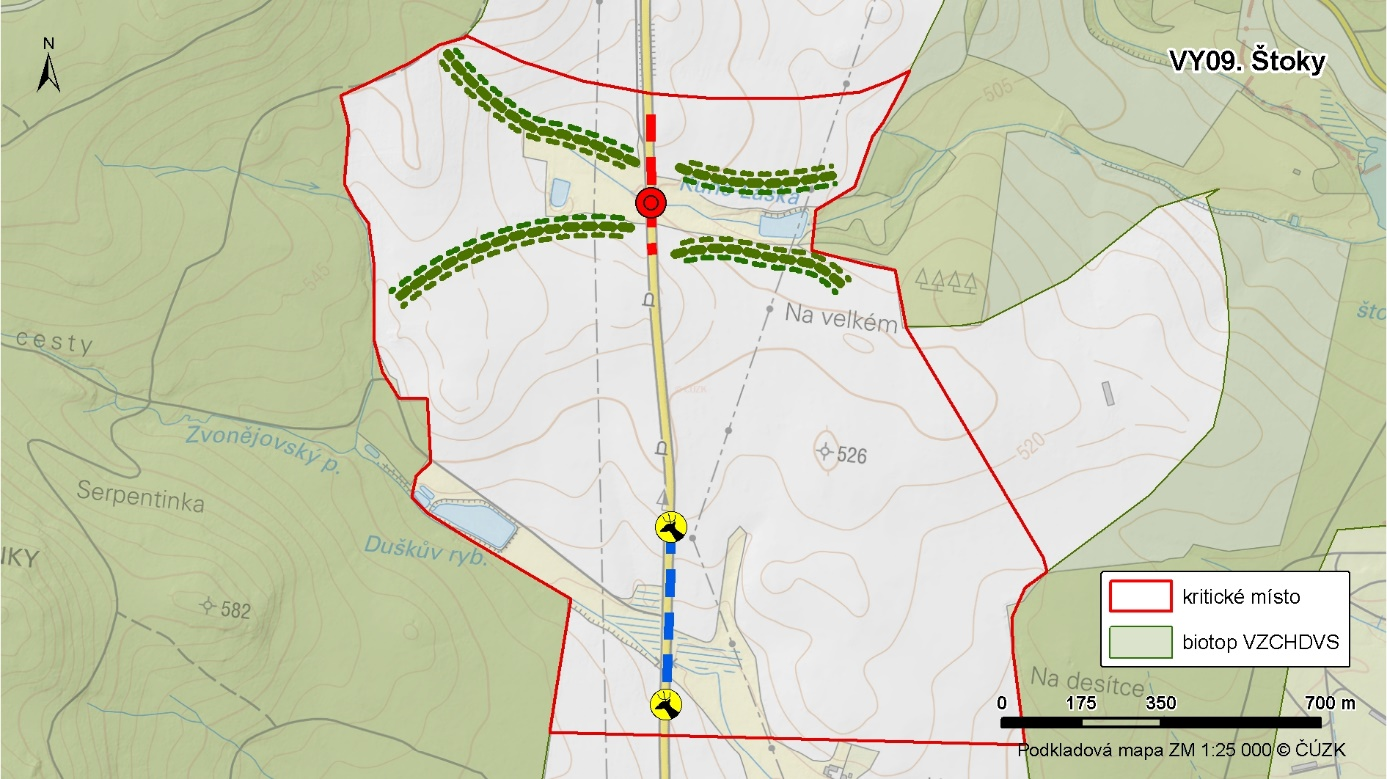 N
VY09. Štoky
505
545
Na velkém
cesty
Zvonějovský p.
526
520
Serpentinka
Duškův ryb.
582
kritické místo
biotop VZCHDVS
Na desítce
0 175 350 700 m
Podkladová mapa ZM 1:25 000 © ČÚZK